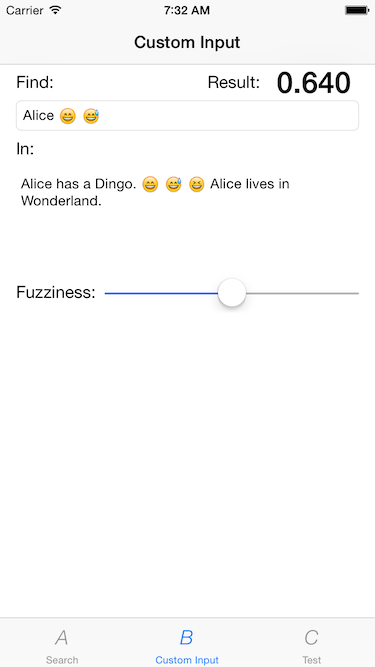 Carrier 7:32 AM
Custom Input
Find: Result: 0.640
Alice 😄 😅
In:
Alice has a Dingo. 😄 😅 😆 Alice lives in
Wonderland.
Fuzziness:
A B C
Search Custom Input Test